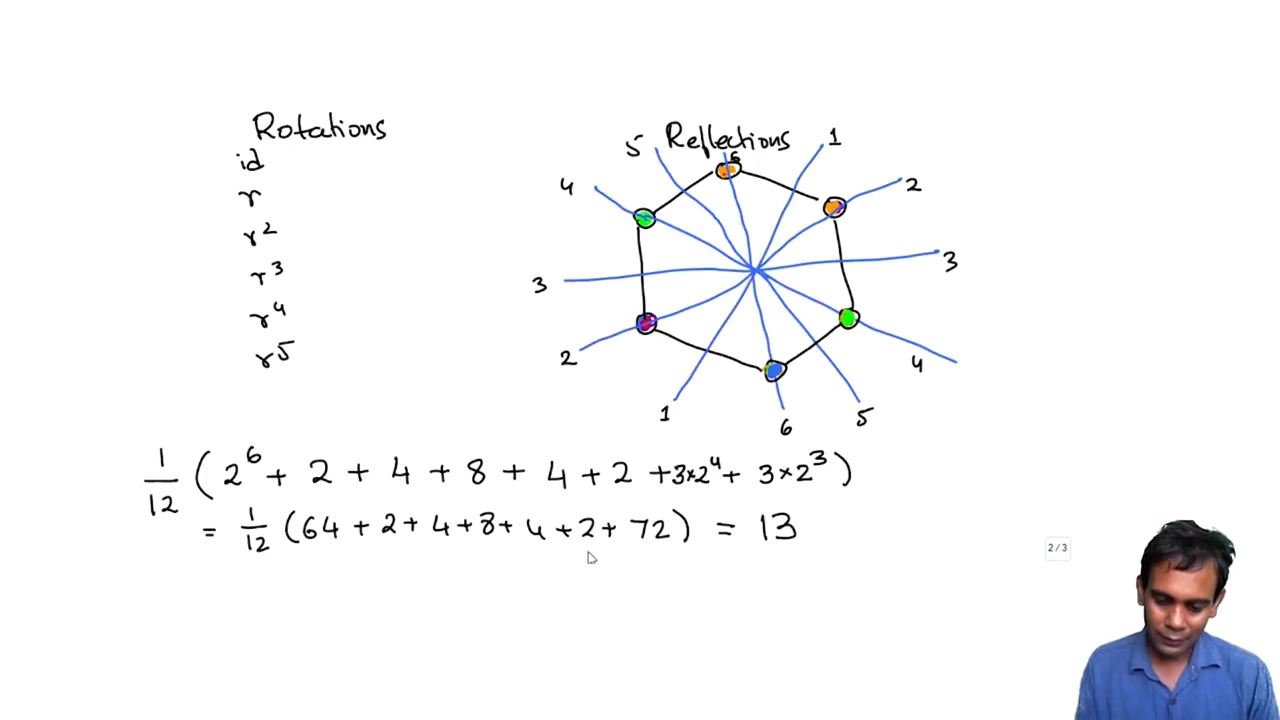 Rotations
id
r
r²
r³
r⁴
r⁵
Reflections
5
1
6
4
2
3
3
2
4
1
6
5
1/12 (2⁶ + 2 + 4 + 8 + 4 + 2 + 3×2⁴ + 3×2³)
= 1/12 (64 + 2 + 4 + 8 + 4 + 2 + 72) = 13
2/3